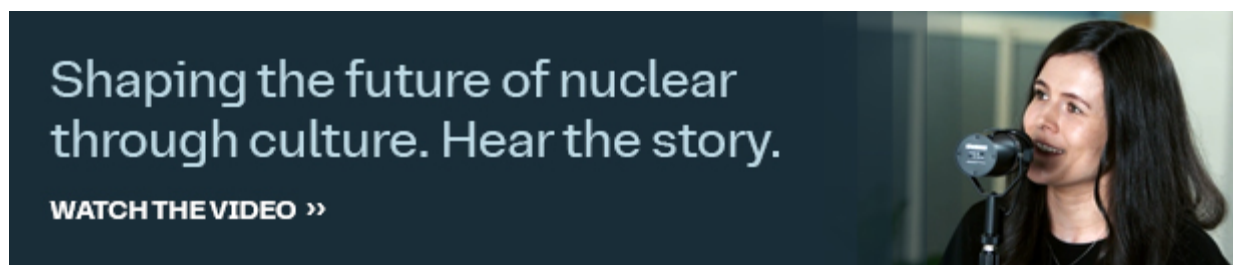 Shaping the future of nuclear
through culture. Hear the story.
WATCH THE VIDEO ››